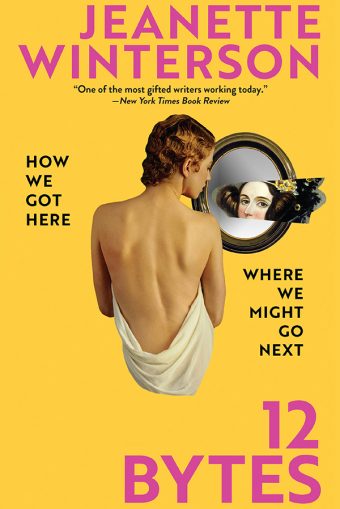 JEANETTE
WINTERSON
“One of the most gifted writers working today.”
—New York Times Book Review
HOW
WE
GOT
HERE
WHERE
WE
MIGHT
GO
NEXT
12
BYTES